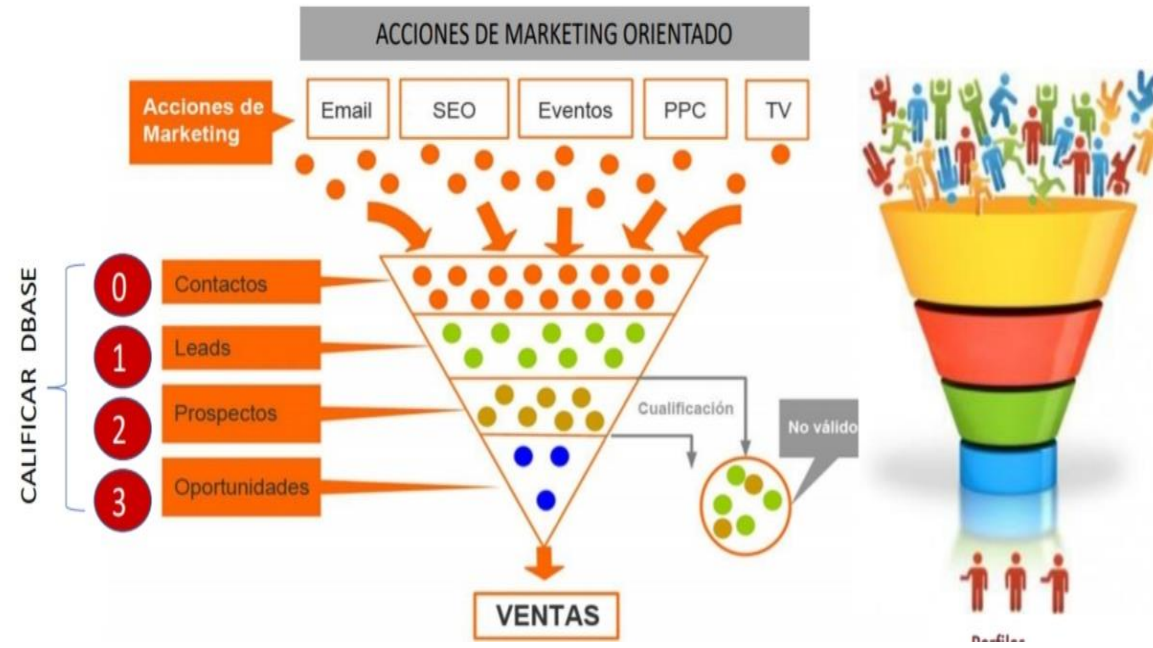 ACCIONES DE MARKETING ORIENTADO
Acciones de
Marketing
Email
SEO
Eventos
PPC
TV
CALIFICAR DBASE
0
Contactos
1
Leads
2
Prospectos
3
Oportunidades
Cualificación
No válido
VENTAS